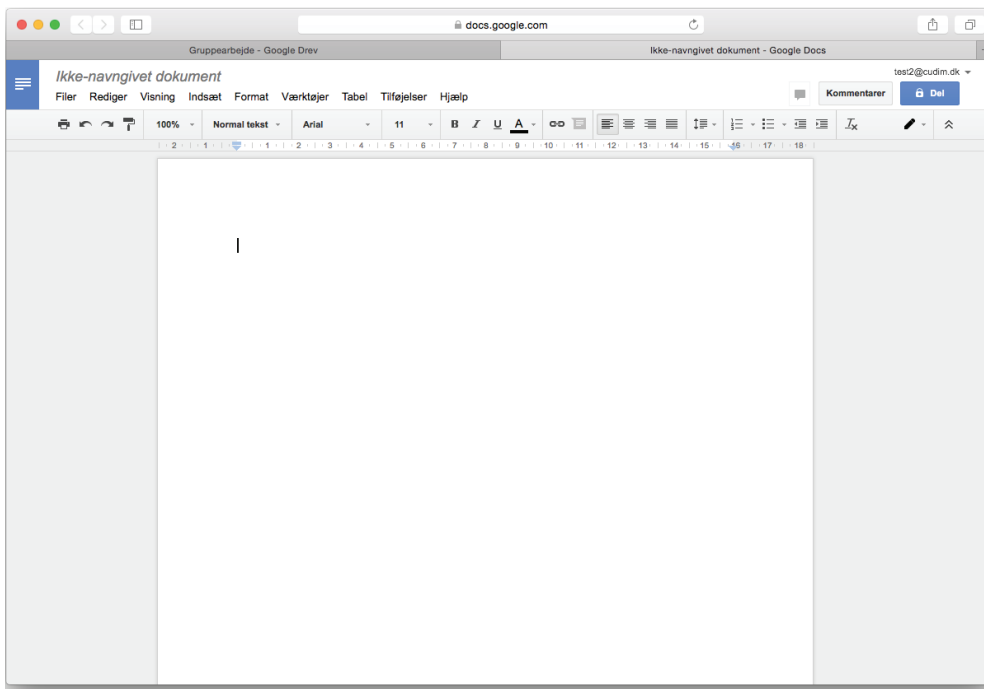 docs.google.com
Gruppearbejde - Google Drev
Ikke-navngivet dokument - Google Docs
Ikke-navngivet dokument
test2@cudim.dk
Filer Rediger Visning Indsæt Format Værktøjer Tabel Tilføjelser Hjælp
Kommentarer
Del
100% Normal tekst Arial 11 B I U A
2 1 1 2 3 4 5 6 7 8 9 10 11 12 13 14 15 16 17 18